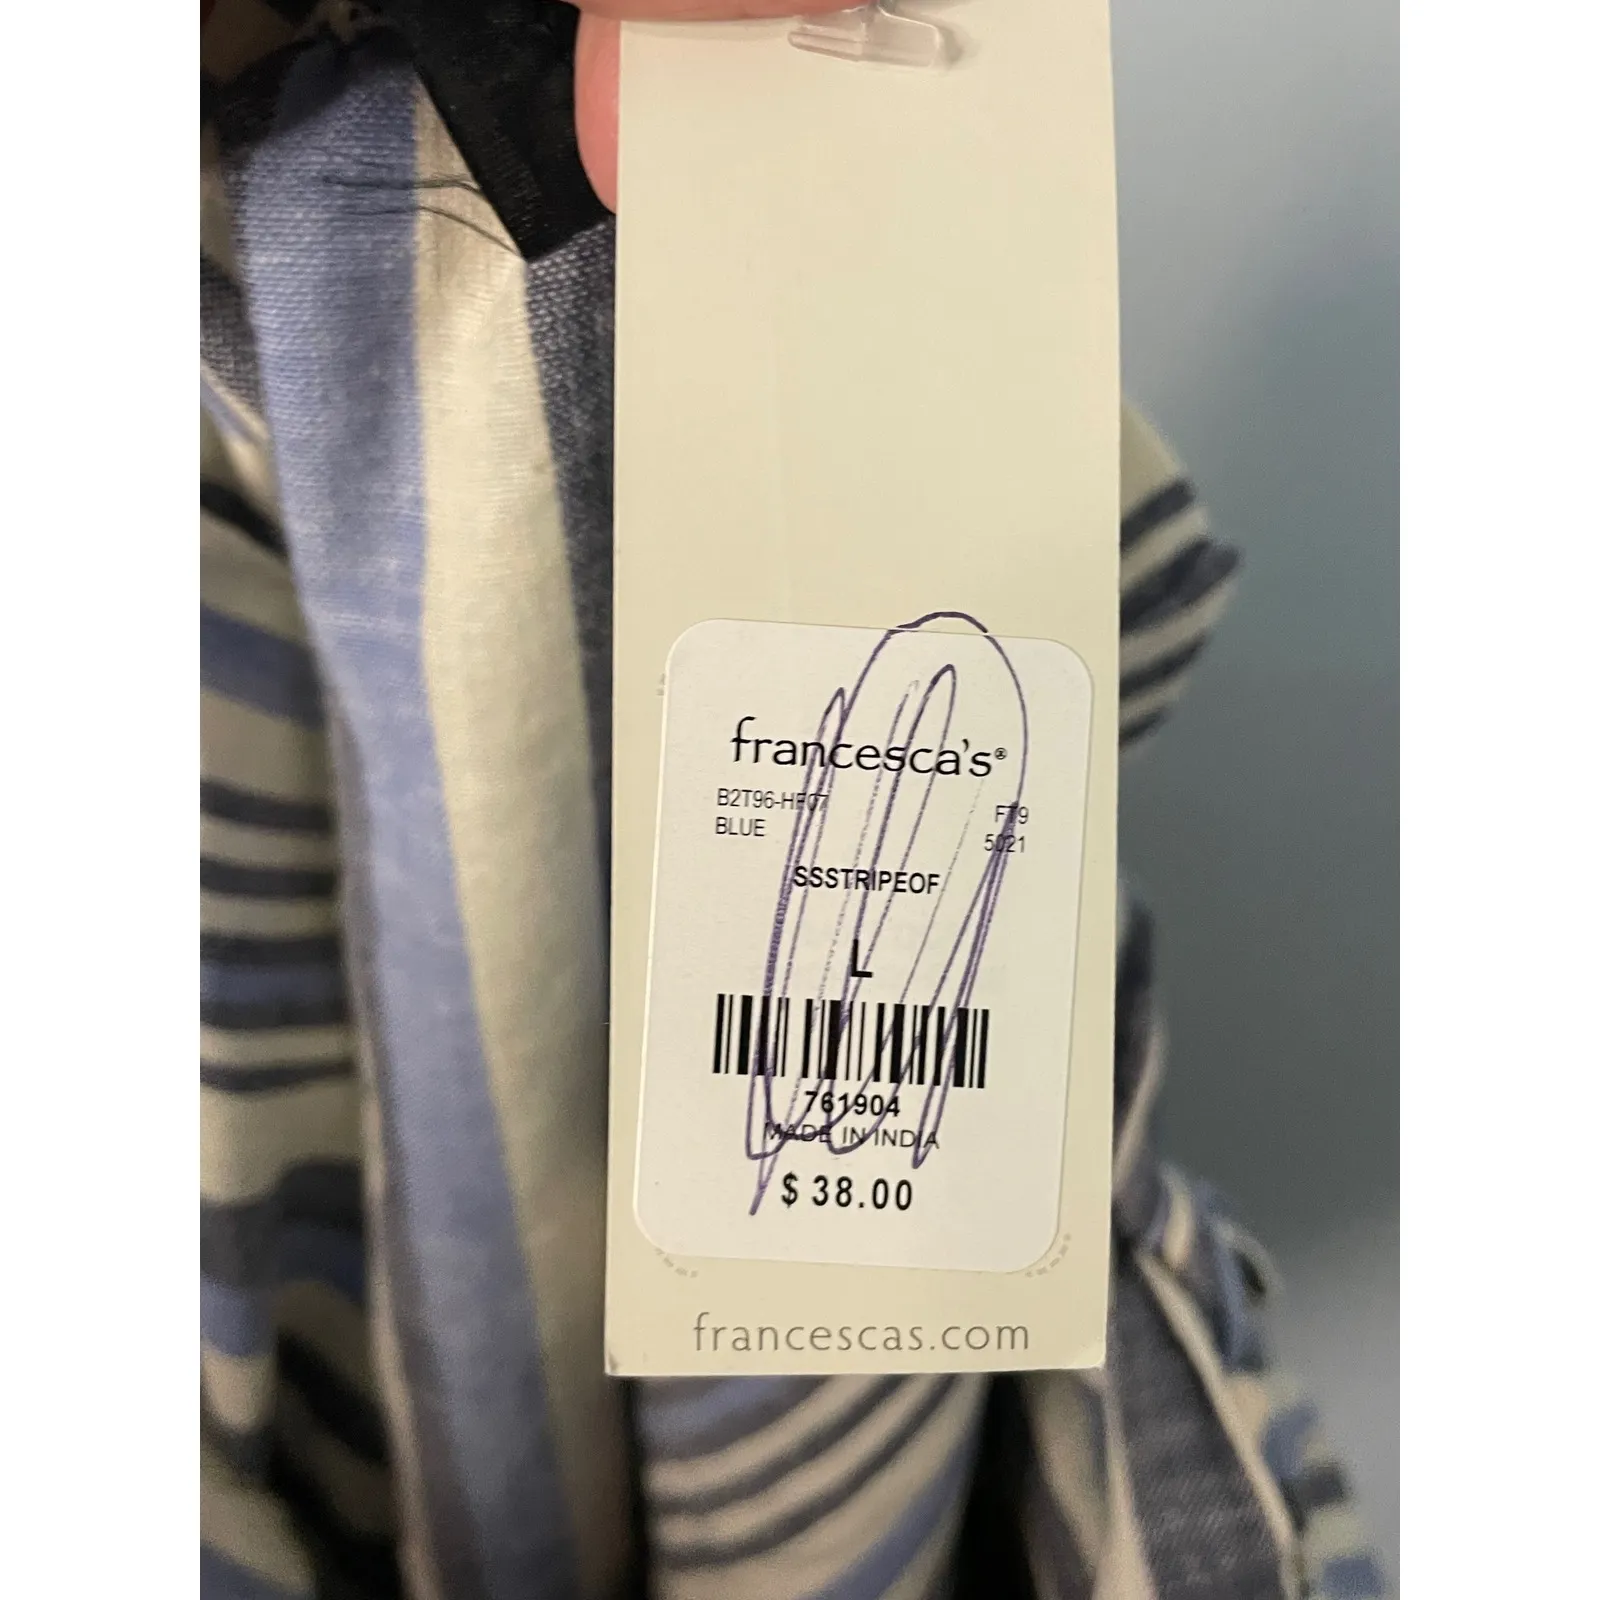 francesca's®
B2T96-HF07 FT9
BLUE 5021
SSSTRIPEOF
L
761904
MADE IN INDIA
$ 38.00
francescas.com